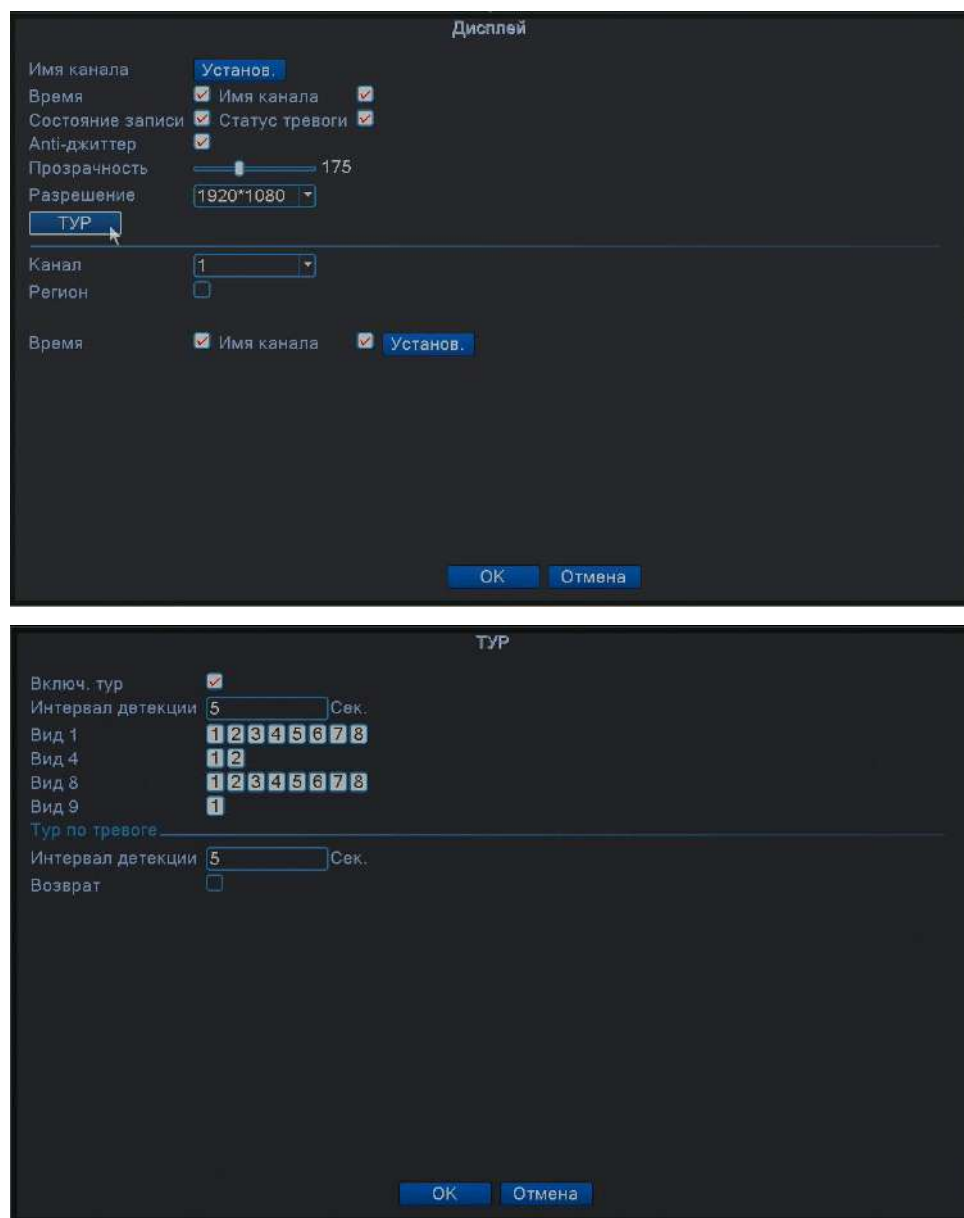 Дисплей
Имя канала Установ.
Время Имя канала
Состояние записи Статус тревоги
Anti-джиттер
Прозрачность 175
Разрешение 1920*1080
ТУР
Канал 1
Регион
Время Имя канала Установ.
OK Отмена
ТУР
Включ. тур
Интервал детекции 5 Сек.
Вид 1 1 2 3 4 5 6 7 8
Вид 4 1 2
Вид 8 1 2 3 4 5 6 7 8
Вид 9 1
Тур по тревоге
Интервал детекции 5 Сек.
Возврат
OK Отмена